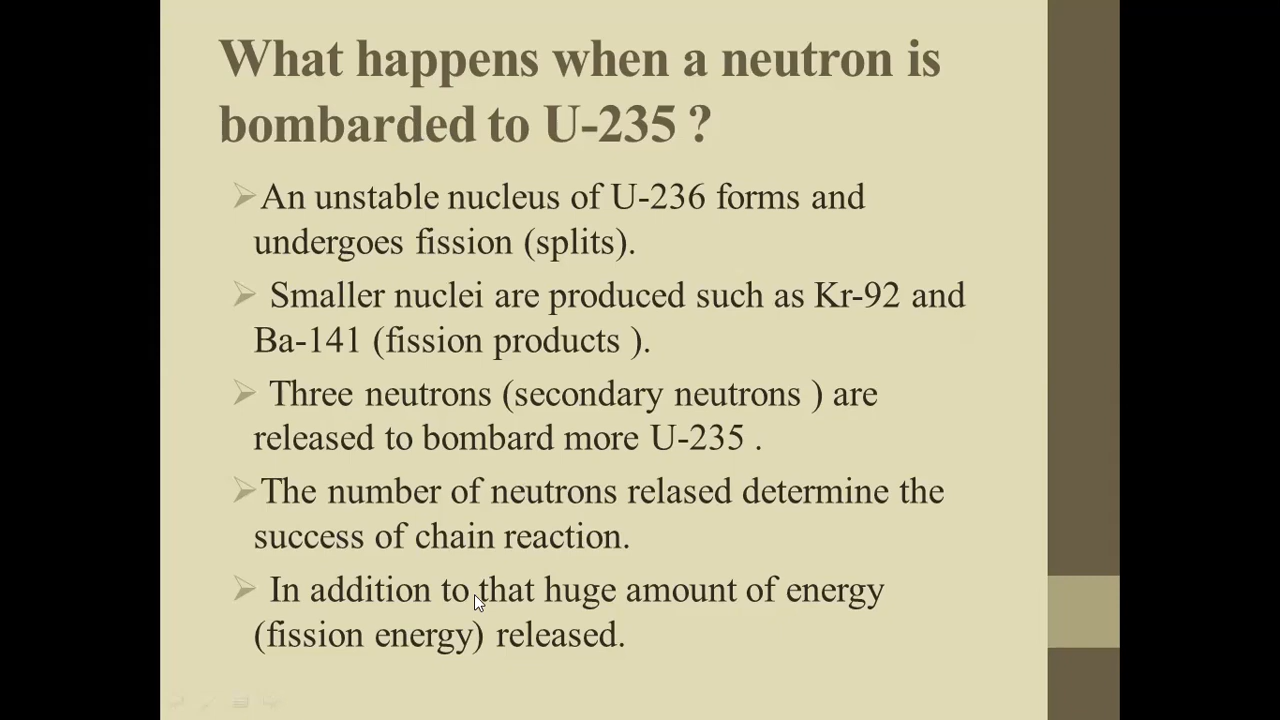 What happens when a neutron is
bombarded to U-235 ?
An unstable nucleus of U-236 forms and
undergoes fission (splits).
Smaller nuclei are produced such as Kr-92 and
Ba-141 (fission products ).
Three neutrons (secondary neutrons ) are
released to bombard more U-235 .
The number of neutrons relased determine the
success of chain reaction.
In addition to that huge amount of energy
(fission energy) released.